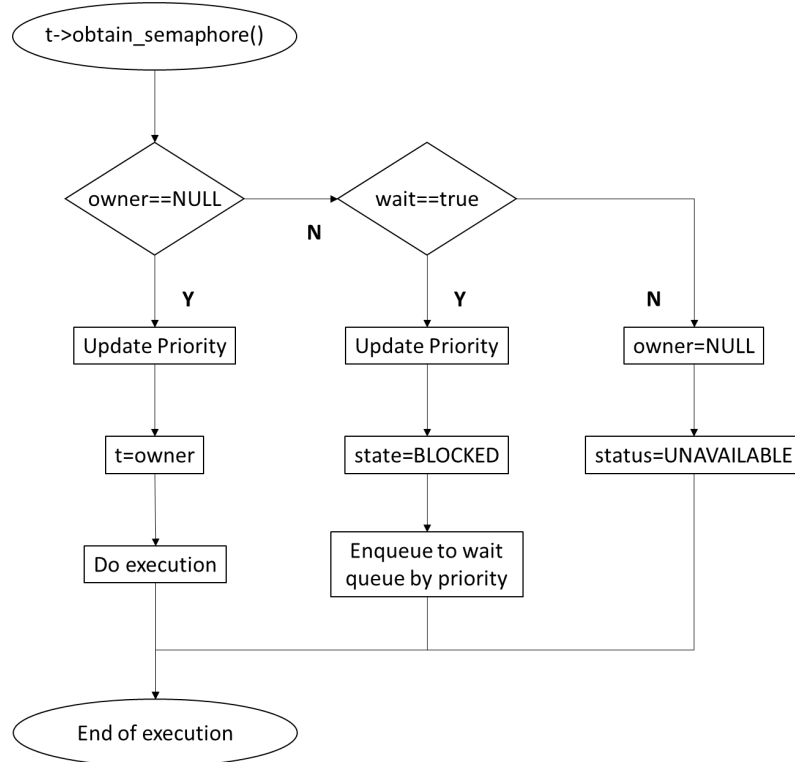 t->obtain_semaphore()
owner==NULL
wait==true
N
Y
Y
N
Update Priority
Update Priority
owner=NULL
t=owner
state=BLOCKED
status=UNAVAILABLE
Do execution
Enqueue to wait
queue by priority
End of execution